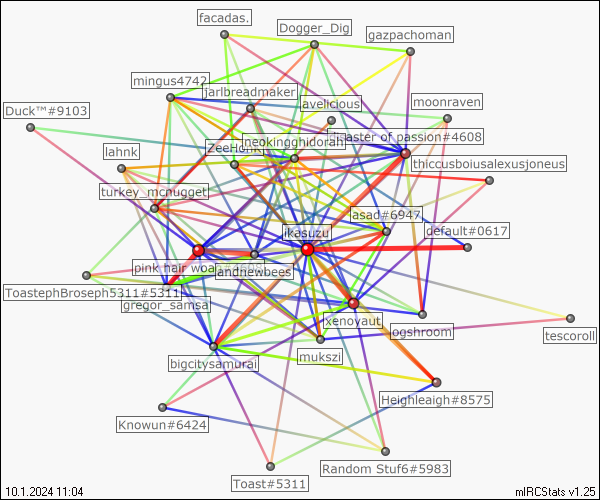 facadas.
Dogger_Dig
gazpachoman
mingus4742
jarlbreadmaker
avelicious
moonraven
Duck™#9103
neokingghidorah
aster of passion#4608
ZeeHonk
lahnk
thiccusboiusalexusjoneus
turkey_mcnugget
asad#6947
ikasuzu
default#0617
pink hair woa
andnewbees
ToastephBroseph5311#5311
gregor_samsa
xenoyaut
ogshroom
tescoroll
mukszi
bigcitysamurai
Heighleaigh#8575
Knowun#6424
Random Stuf6#5983
Toast#5311
10.1.2024 11:04
mIRCStats v1.25